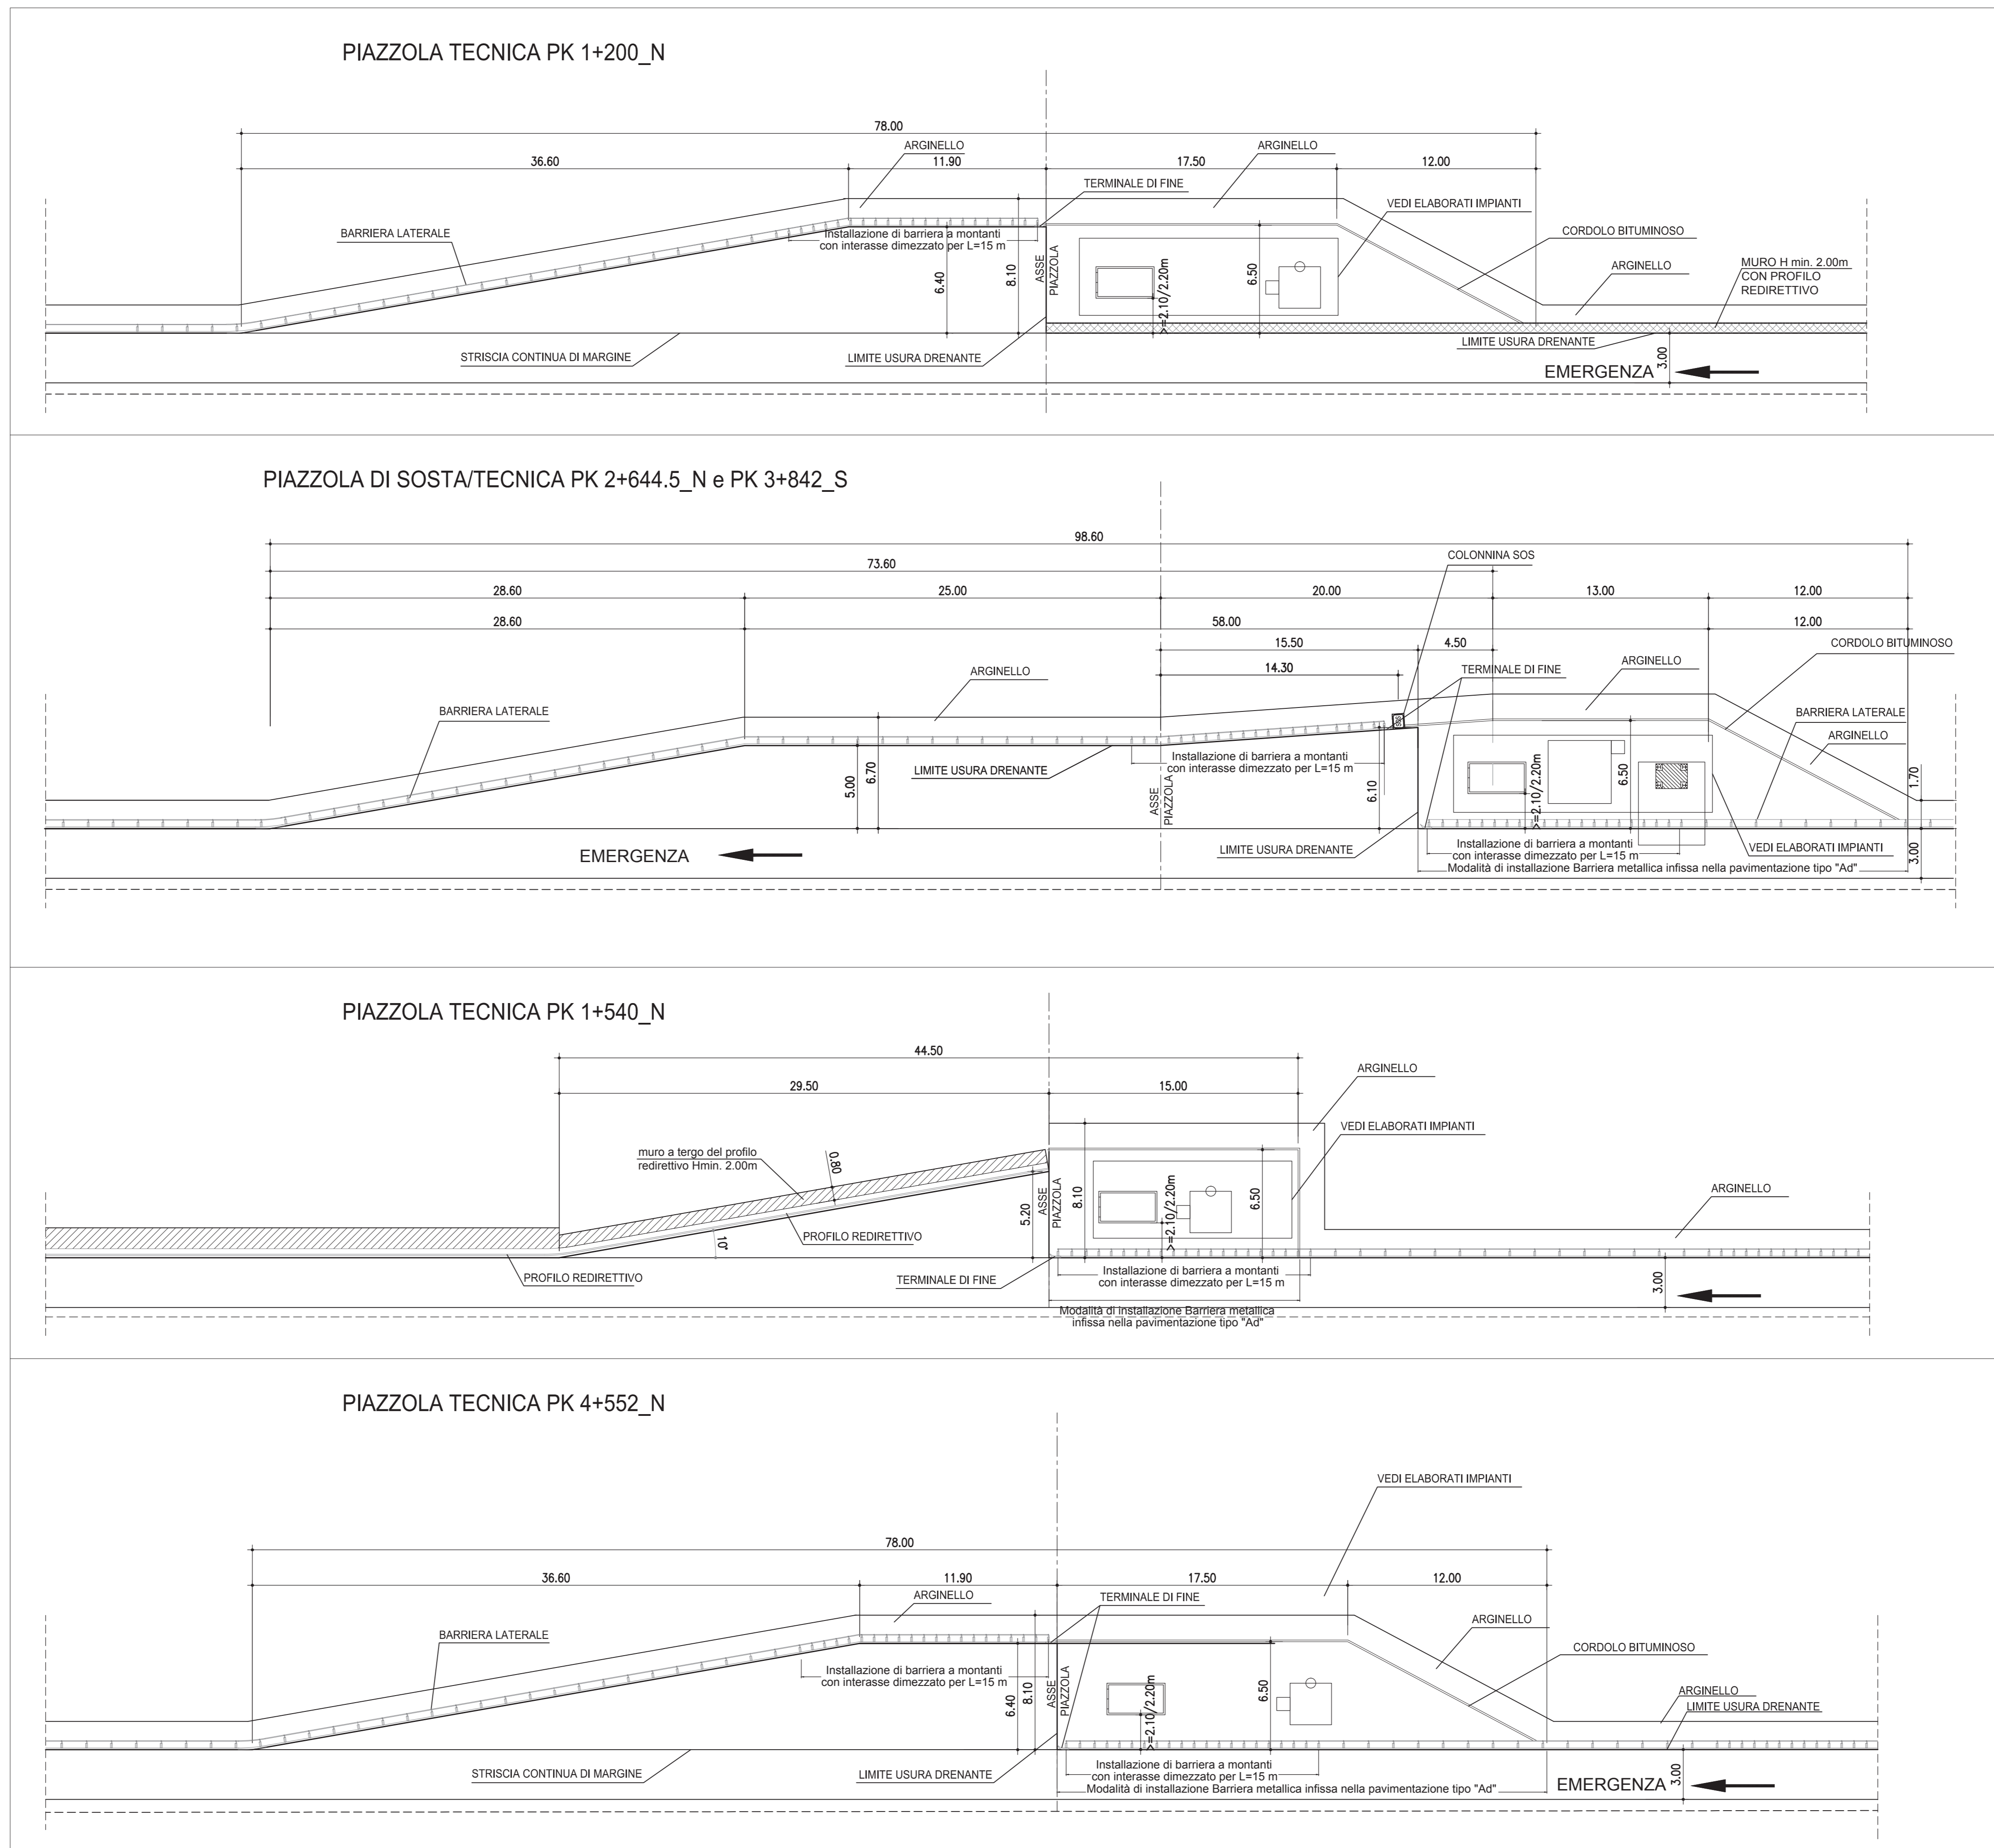 PIAZZOLA TECNICA PK 1+200_N
78.00
ARGINELLO
ARGINELLO
36.60
11.90
17.50
12.00
TERMINALE DI FINE
VEDI ELABORATI IMPIANTI
BARRIERA LATERALE
Installazione di barriera a montanti
con interasse dimezzato per L=15 m
CORDOLO BITUMINOSO
ARGINELLO
MURO H min. 2.00m
CON PROFILO
REDIRETTIVO
6.40
8.10
ASSE
PIAZZOLA
>=2.10/2.20m
6.50
STRISCIA CONTINUA DI MARGINE
LIMITE USURA DRENANTE
LIMITE USURA DRENANTE
3.00
EMERGENZA
PIAZZOLA DI SOSTA/TECNICA PK 2+644.5_N e PK 3+842_S
98.60
COLONNINA SOS
73.60
28.60
25.00
20.00
13.00
12.00
28.60
58.00
12.00
15.50
4.50
CORDOLO BITUMINOSO
14.30
TERMINALE DI FINE
ARGINELLO
ARGINELLO
BARRIERA LATERALE
BARRIERA LATERALE
SOS
ARGINELLO
Installazione di barriera a montanti
con interasse dimezzato per L=15 m
LIMITE USURA DRENANTE
5.00
6.70
ASSE
PIAZZOLA
6.10
>=2.10/2.20m
6.50
1.70
EMERGENZA
LIMITE USURA DRENANTE
Installazione di barriera a montanti
con interasse dimezzato per L=15 m
VEDI ELABORATI IMPIANTI
Modalità di installazione Barriera metallica infissa nella pavimentazione tipo "Ad"
3.00
PIAZZOLA TECNICA PK 1+540_N
44.50
ARGINELLO
29.50
15.00
VEDI ELABORATI IMPIANTI
muro a tergo del profilo
redirettivo Hmin. 2.00m
0.80
5.20
ASSE
PIAZZOLA
8.10
>=2.10/2.20m
6.50
ARGINELLO
PROFILO REDIRETTIVO
10°
PROFILO REDIRETTIVO
TERMINALE DI FINE
Installazione di barriera a montanti
con interasse dimezzato per L=15 m
3.00
Modalità di installazione Barriera metallica
infissa nella pavimentazione tipo "Ad"
PIAZZOLA TECNICA PK 4+552_N
VEDI ELABORATI IMPIANTI
78.00
36.60
11.90
17.50
12.00
ARGINELLO
TERMINALE DI FINE
ARGINELLO
BARRIERA LATERALE
CORDOLO BITUMINOSO
Installazione di barriera a montanti
con interasse dimezzato per L=15 m
6.40
8.10
ASSE
PIAZZOLA
>=2.10/2.20m
6.50
ARGINELLO
LIMITE USURA DRENANTE
STRISCIA CONTINUA DI MARGINE
LIMITE USURA DRENANTE
Installazione di barriera a montanti
con interasse dimezzato per L=15 m
Modalità di installazione Barriera metallica infissa nella pavimentazione tipo "Ad"
EMERGENZA
3.00